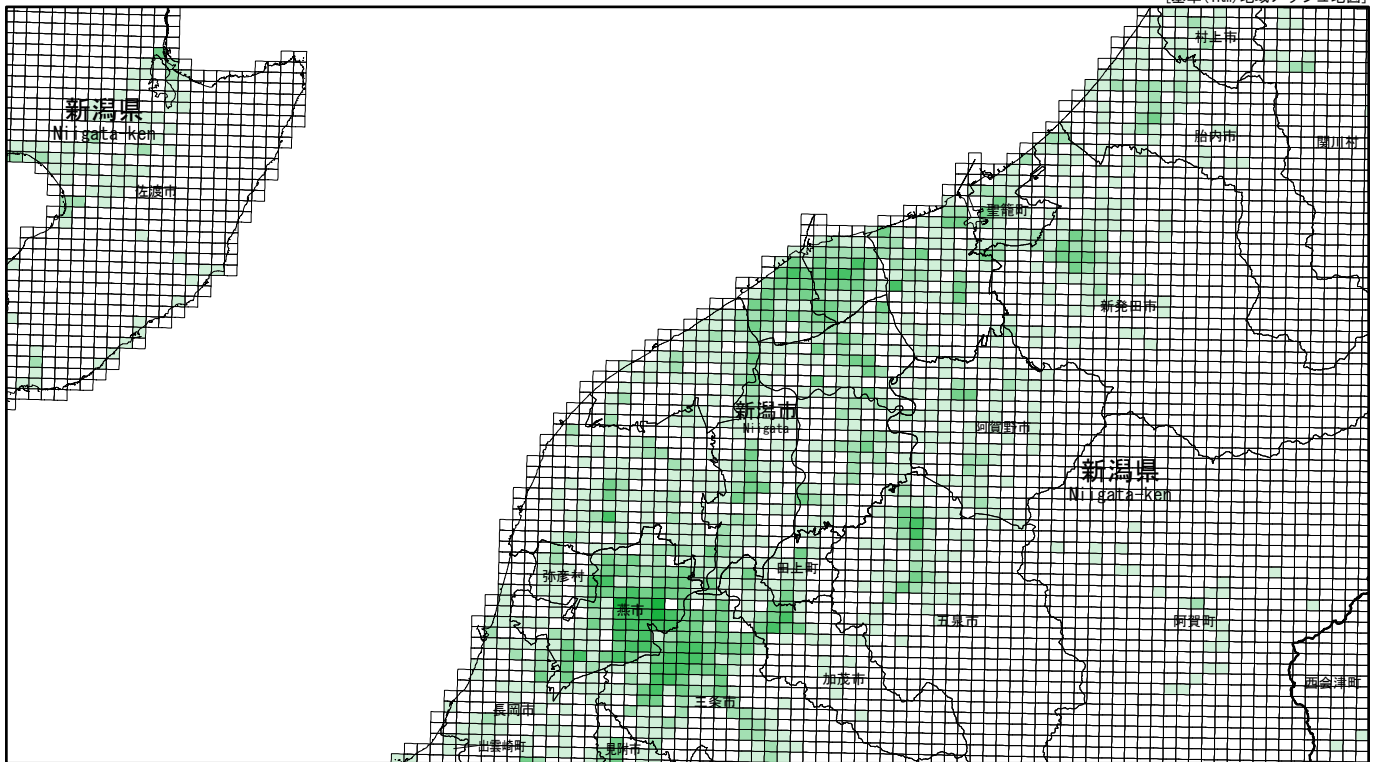 村上市
新潟県
Niigata-ken
胎内市
関川村
佐渡市
聖籠町
新発田市
新潟市
Niigata
阿賀野市
新潟県
Niigata-ken
弥彦村
田上町
燕市
五泉市
阿賀町
加茂市
西会津町
三条市
長岡市
出雲崎町
見附市